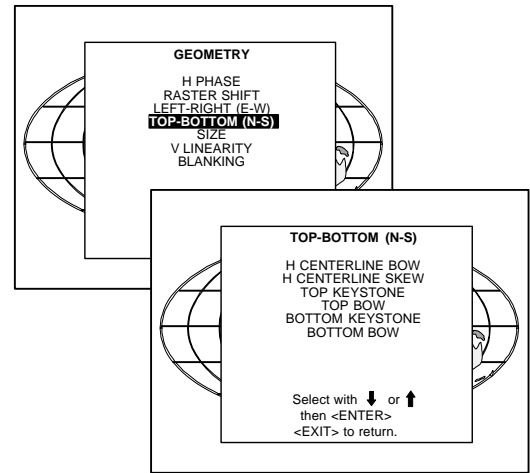 GEOMETRY
H PHASE
RASTER SHIFT
LEFT-RIGHT (E-W)
TOP-BOTTOM (N-S)
SIZE
V LINEARITY
BLANKING
TOP-BOTTOM (N-S)
H CENTERLINE BOW
H CENTERLINE SKEW
TOP KEYSTONE
TOP BOW
BOTTOM KEYSTONE
BOTTOM BOW
Select with ⬇ or ⬆
then <ENTER>
<EXIT> to return.